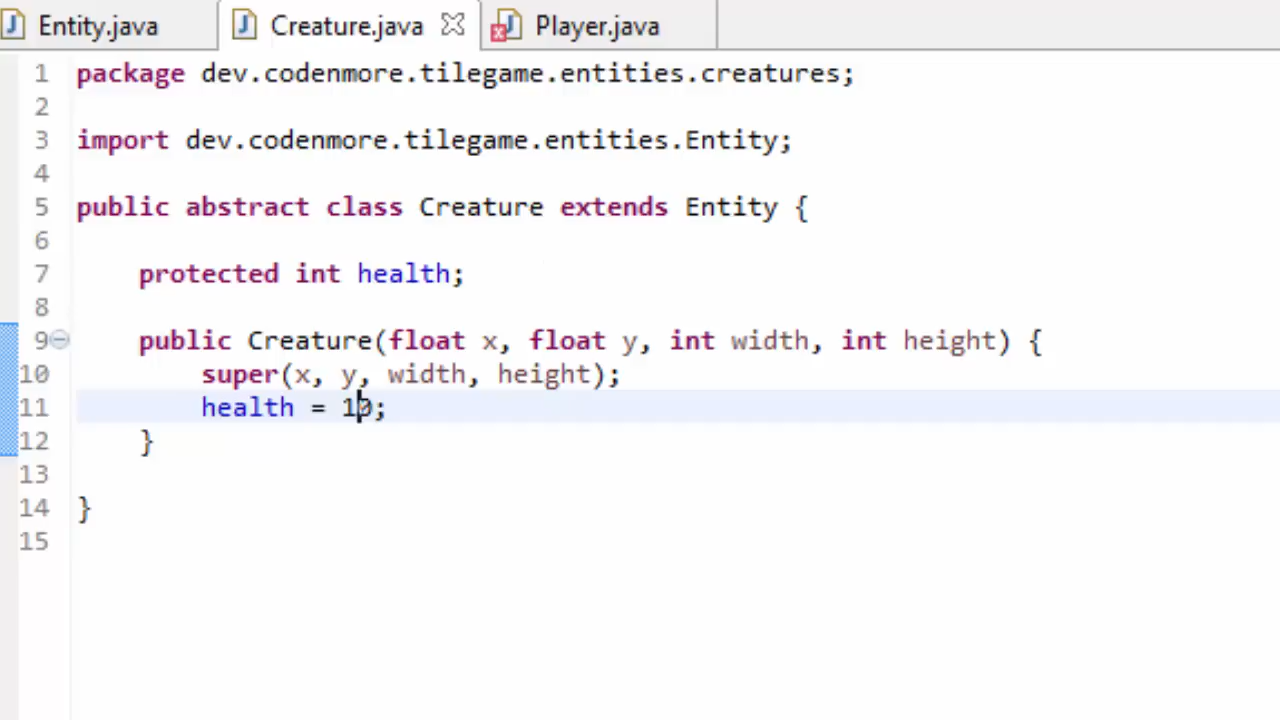 Entity.java Creature.java Player.java
1 package dev.codenmore.tilegame.entities.creatures;
2
3 import dev.codenmore.tilegame.entities.Entity;
4
5 public abstract class Creature extends Entity {
6
7 protected int health;
8
9 public Creature(float x, float y, int width, int height) {
10 super(x, y, width, height);
11 health = 10;
12 }
13
14 }
15